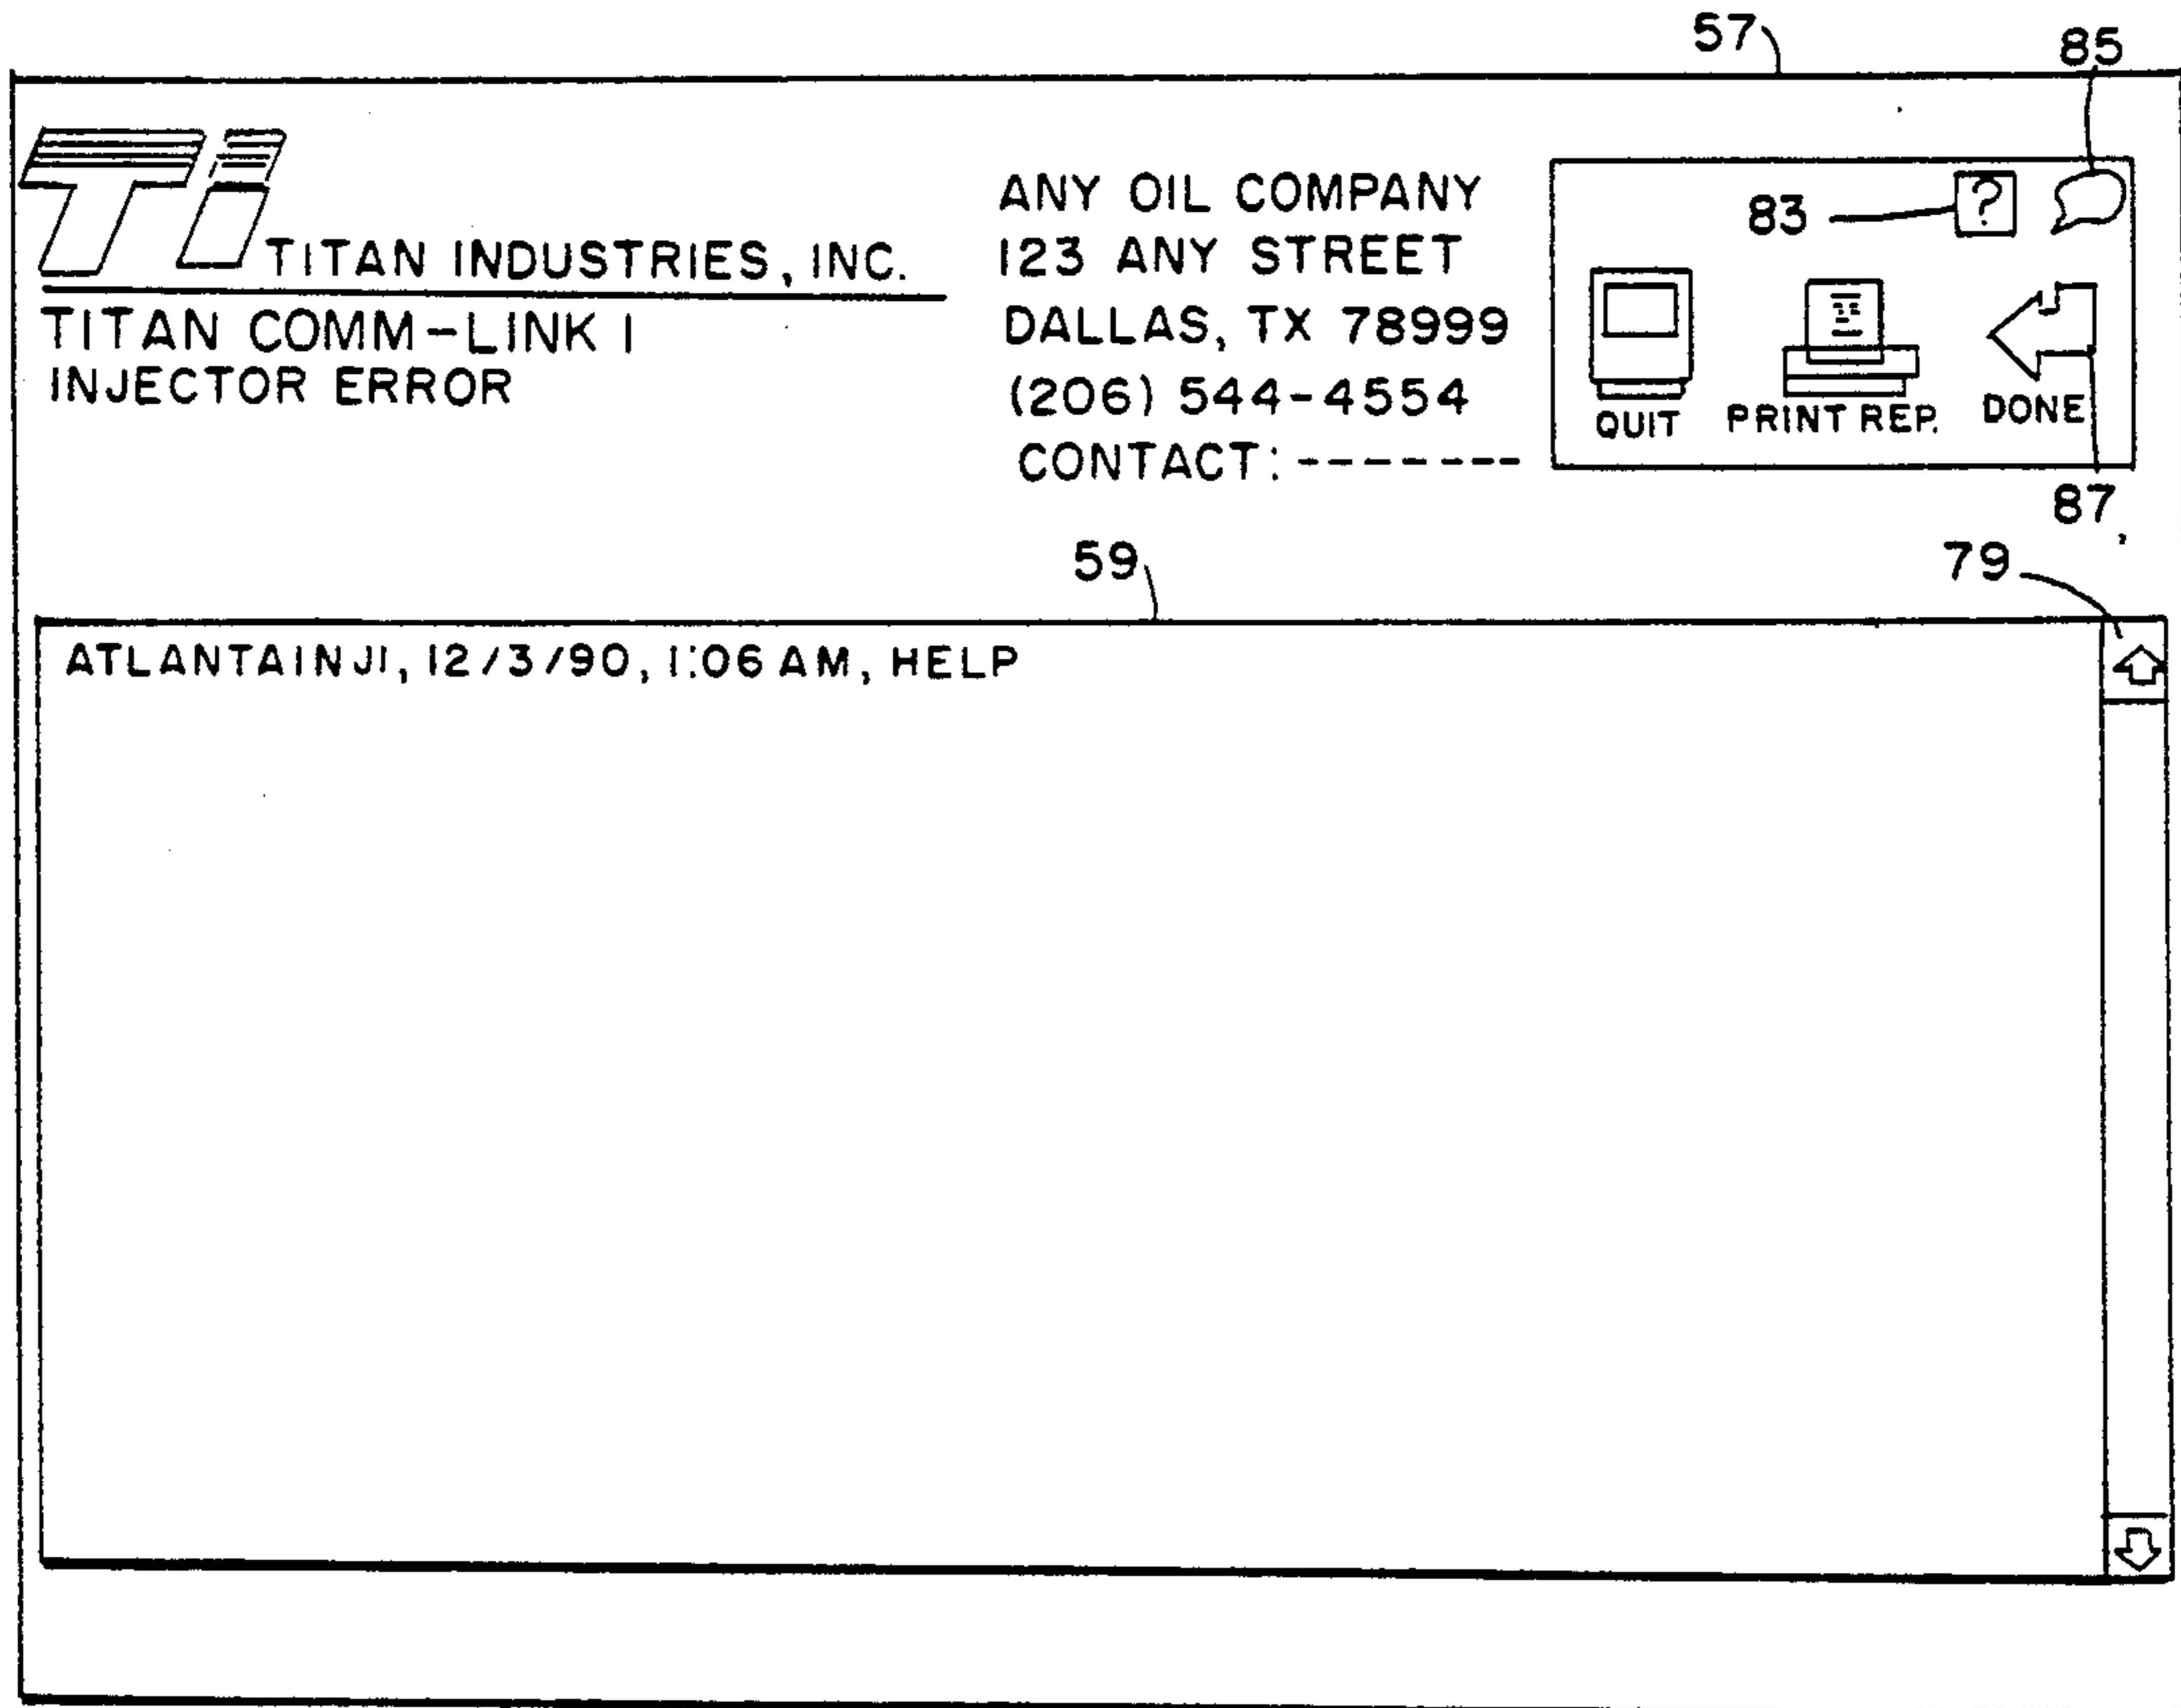 57
85
Ti TITAN INDUSTRIES, INC.
TITAN COMM-LINK I
INJECTOR ERROR
ANY OIL COMPANY
123 ANY STREET
DALLAS, TX 78999
(206) 544-4554
CONTACT: -------
83 ?
QUIT PRINT REP. DONE
87
59
79
ATLANTAINJI, 12/3/90, 1:06 AM, HELP